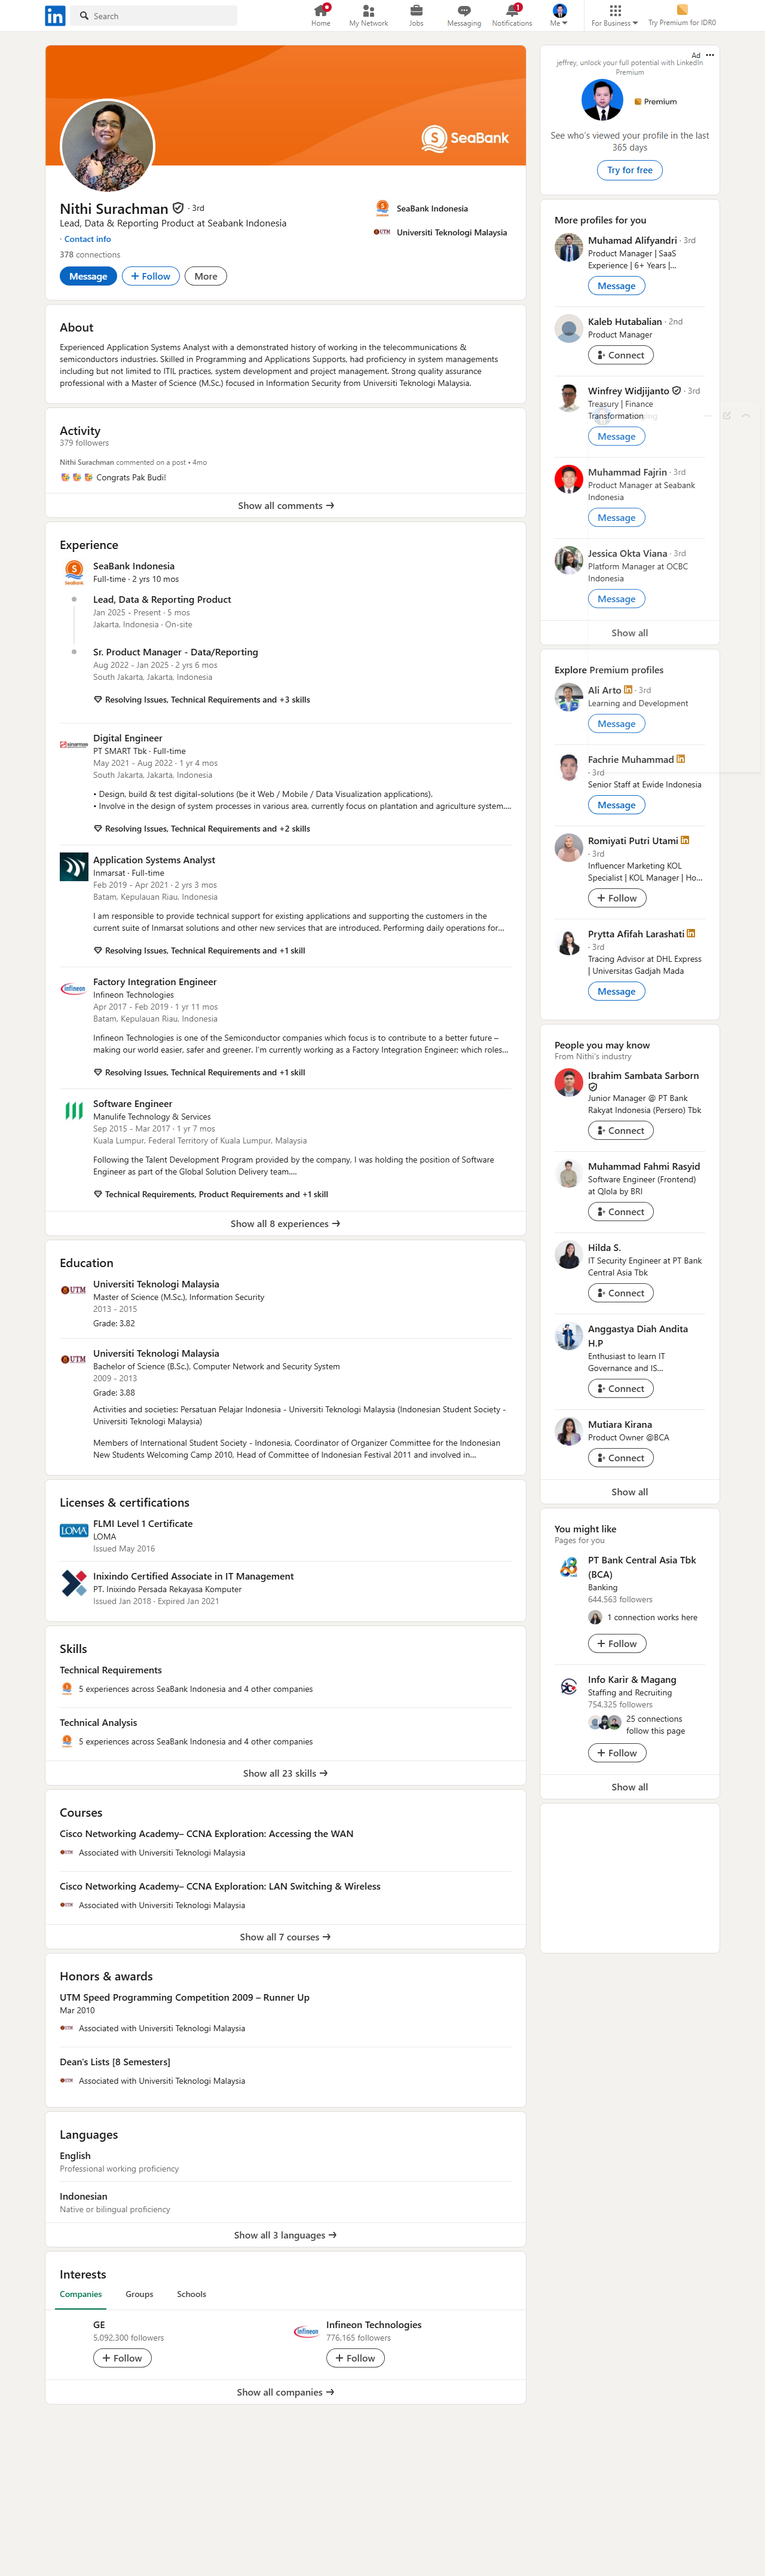 in
Search
Home
My Network
Jobs
Messaging
1
Notifications
Me
For Business
Try Premium for IDR0
SeaBank
Nithi Surachman · 3rd
Lead, Data & Reporting Product at Seabank Indonesia
· Contact info
378 connections
Message
Follow
More
SeaBank Indonesia
Universiti Teknologi Malaysia
About
Experienced Application Systems Analyst with a demonstrated history of working in the telecommunications &
semiconductors industries. Skilled in Programming and Applications Supports, had proficiency in system managements
including but not limited to ITIL practices, system development and project management. Strong quality assurance
professional with a Master of Science (M.Sc.) focused in Information Security from Universiti Teknologi Malaysia.
Activity
379 followers
Nithi Surachman commented on a post • 4mo
Congrats Pak Budi!
Show all comments →
Experience
SeaBank Indonesia
Full-time · 2 yrs 10 mos
SeaBank
Lead, Data & Reporting Product
Jan 2025 - Present · 5 mos
Jakarta, Indonesia · On-site
Sr. Product Manager - Data/Reporting
Aug 2022 - Jan 2025 · 2 yrs 6 mos
South Jakarta, Jakarta, Indonesia
Resolving Issues, Technical Requirements and +3 skills
Digital Engineer
PT SMART Tbk · Full-time
May 2021 - Aug 2022 · 1 yr 4 mos
South Jakarta, Jakarta, Indonesia
• Design, build & test digital-solutions (be it Web / Mobile / Data Visualization applications).
• Involve in the design of system processes in various area, currently focus on plantation and agriculture system....
Resolving Issues, Technical Requirements and +2 skills
Application Systems Analyst
Inmarsat · Full-time
Feb 2019 - Apr 2021 · 2 yrs 3 mos
Batam, Kepulauan Riau, Indonesia
I am responsible to provide technical support for existing applications and supporting the customers in the
current suite of Inmarsat solutions and other new services that are introduced. Performing daily operations for...
Resolving Issues, Technical Requirements and +1 skill
Factory Integration Engineer
Infineon Technologies
Apr 2017 - Feb 2019 · 1 yr 11 mos
Batam, Kepulauan Riau, Indonesia
Infineon Technologies is one of the Semiconductor companies which focus is to contribute to a better future –
making our world easier, safer and greener. I'm currently working as a Factory Integration Engineer; which roles...
Resolving Issues, Technical Requirements and +1 skill
Software Engineer
Manulife Technology & Services
Sep 2015 - Mar 2017 · 1 yr 7 mos
Kuala Lumpur, Federal Territory of Kuala Lumpur, Malaysia
Following the Talent Development Program provided by the company, I was holding the position of Software
Engineer as part of the Global Solution Delivery team....
Technical Requirements, Product Requirements and +1 skill
Show all 8 experiences →
Education
Universiti Teknologi Malaysia
Master of Science (M.Sc.), Information Security
2013 - 2015
Grade: 3.82
UTM
Universiti Teknologi Malaysia
Bachelor of Science (B.Sc.), Computer Network and Security System
2009 - 2013
Grade: 3.88
UTM
Activities and societies: Persatuan Pelajar Indonesia - Universiti Teknologi Malaysia (Indonesian Student Society -
Universiti Teknologi Malaysia)
Members of International Student Society - Indonesia, Coordinator of Organizer Committee for the Indonesian
New Students Welcoming Camp 2010, Head of Committee of Indonesian Festival 2011 and involved in...
Licenses & certifications
FLMI Level 1 Certificate
LOMA
LOMA
Issued May 2016
Inixindo Certified Associate in IT Management
PT. Inixindo Persada Rekayasa Komputer
Issued Jan 2018 · Expired Jan 2021
Skills
Technical Requirements
5 experiences across SeaBank Indonesia and 4 other companies
Technical Analysis
5 experiences across SeaBank Indonesia and 4 other companies
Show all 23 skills →
Courses
Cisco Networking Academy– CCNA Exploration: Accessing the WAN
Associated with Universiti Teknologi Malaysia
Cisco Networking Academy– CCNA Exploration: LAN Switching & Wireless
Associated with Universiti Teknologi Malaysia
Show all 7 courses →
Honors & awards
UTM Speed Programming Competition 2009 – Runner Up
Mar 2010
Associated with Universiti Teknologi Malaysia
Dean's Lists [8 Semesters]
Associated with Universiti Teknologi Malaysia
Languages
English
Professional working proficiency
Indonesian
Native or bilingual proficiency
Show all 3 languages →
Interests
Companies
Groups
Schools
GE
5,092,300 followers
Follow
Infineon
Infineon Technologies
776,165 followers
Follow
Show all companies →
Ad
jeffrey, unlock your full potential with LinkedIn
Premium
Premium
See who's viewed your profile in the last
365 days
Try for free
More profiles for you
Muhamad Alifyandri · 3rd
Product Manager | SaaS
Experience | 6+ Years |...
Message
Kaleb Hutabalian · 2nd
Product Manager
Connect
Winfrey Widjijanto · 3rd
Treasury | Finance
Transformation
Message
Muhammad Fajrin · 3rd
Product Manager at Seabank
Indonesia
Message
Jessica Okta Viana · 3rd
Platform Manager at OCBC
Indonesia
Message
Show all
Explore Premium profiles
Ali Arto · 3rd
Learning and Development
Message
Fachrie Muhammad
· 3rd
Senior Staff at Ewide Indonesia
Message
Romiyati Putri Utami
· 3rd
Influencer Marketing KOL
Specialist | KOL Manager | Ho...
Follow
Prytta Afifah Larashati
· 3rd
Tracing Advisor at DHL Express
| Universitas Gadjah Mada
Message
People you may know
From Nithi's industry
Ibrahim Sambata Sarborn
Junior Manager @ PT Bank
Rakyat Indonesia (Persero) Tbk
Connect
Muhammad Fahmi Rasyid
Software Engineer (Frontend)
at Qlola by BRI
Connect
Hilda S.
IT Security Engineer at PT Bank
Central Asia Tbk
Connect
Anggastya Diah Andita
H.P
Enthusiast to learn IT
Governance and IS...
Connect
Mutiara Kirana
Product Owner @BCA
Connect
Show all
You might like
Pages for you
PT Bank Central Asia Tbk
(BCA)
Banking
644,563 followers
1 connection works here
Follow
Info Karir & Magang
Staffing and Recruiting
754,325 followers
25 connections
follow this page
Follow
Show all